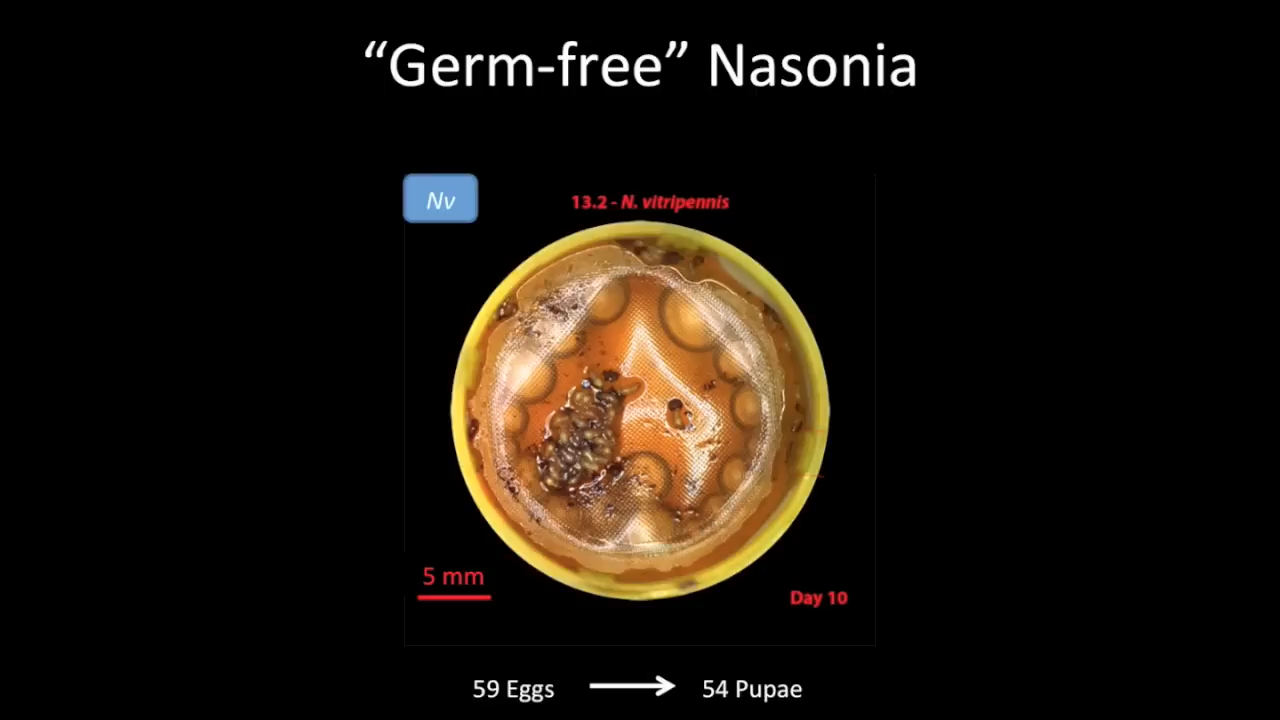 “Germ-free” Nasonia
Nv
13.2 - N. vitripennis
5 mm
Day 10
59 Eggs → 54 Pupae